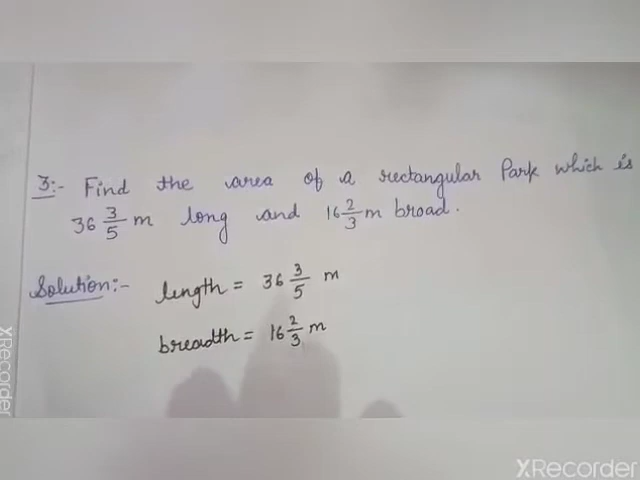 3:- Find the area of a rectangular Park which is
36 3/5 m long and 16 2/3 m broad.
Solution:- length = 36 3/5 m
breadth = 16 2/3 m
XRecorder
XRecorder